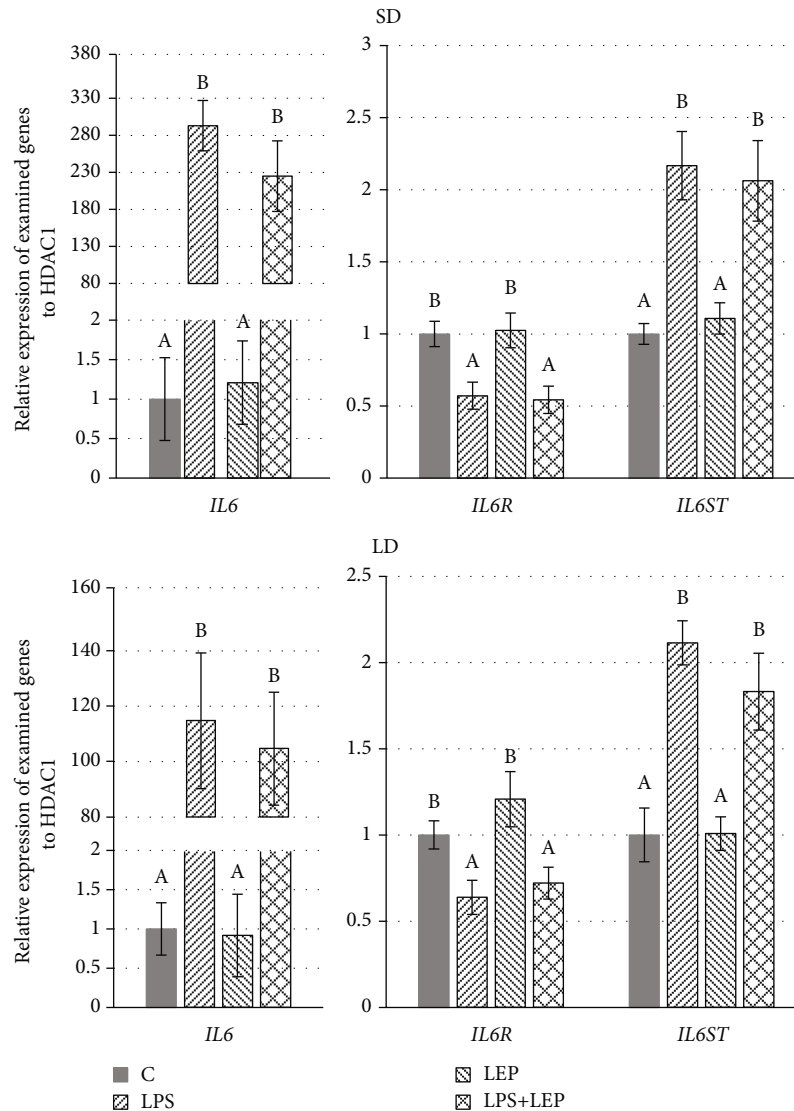 SD
Relative expression of examined genes
to HDAC1
380
330
280
230
180
130
80
2
1.5
1
0.5
0
A
B
A
B
IL6
3
2.5
2
1.5
1
0.5
0
B
A
B
A
A
B
A
B
IL6R
IL6ST
LD
Relative expression of examined genes
to HDAC1
160
140
120
100
80
2
1.5
1
0.5
0
A
B
A
B
IL6
2.5
2
1.5
1
0.5
0
B
A
B
A
A
B
A
B
IL6R
IL6ST
C
LPS
LEP
LPS+LEP